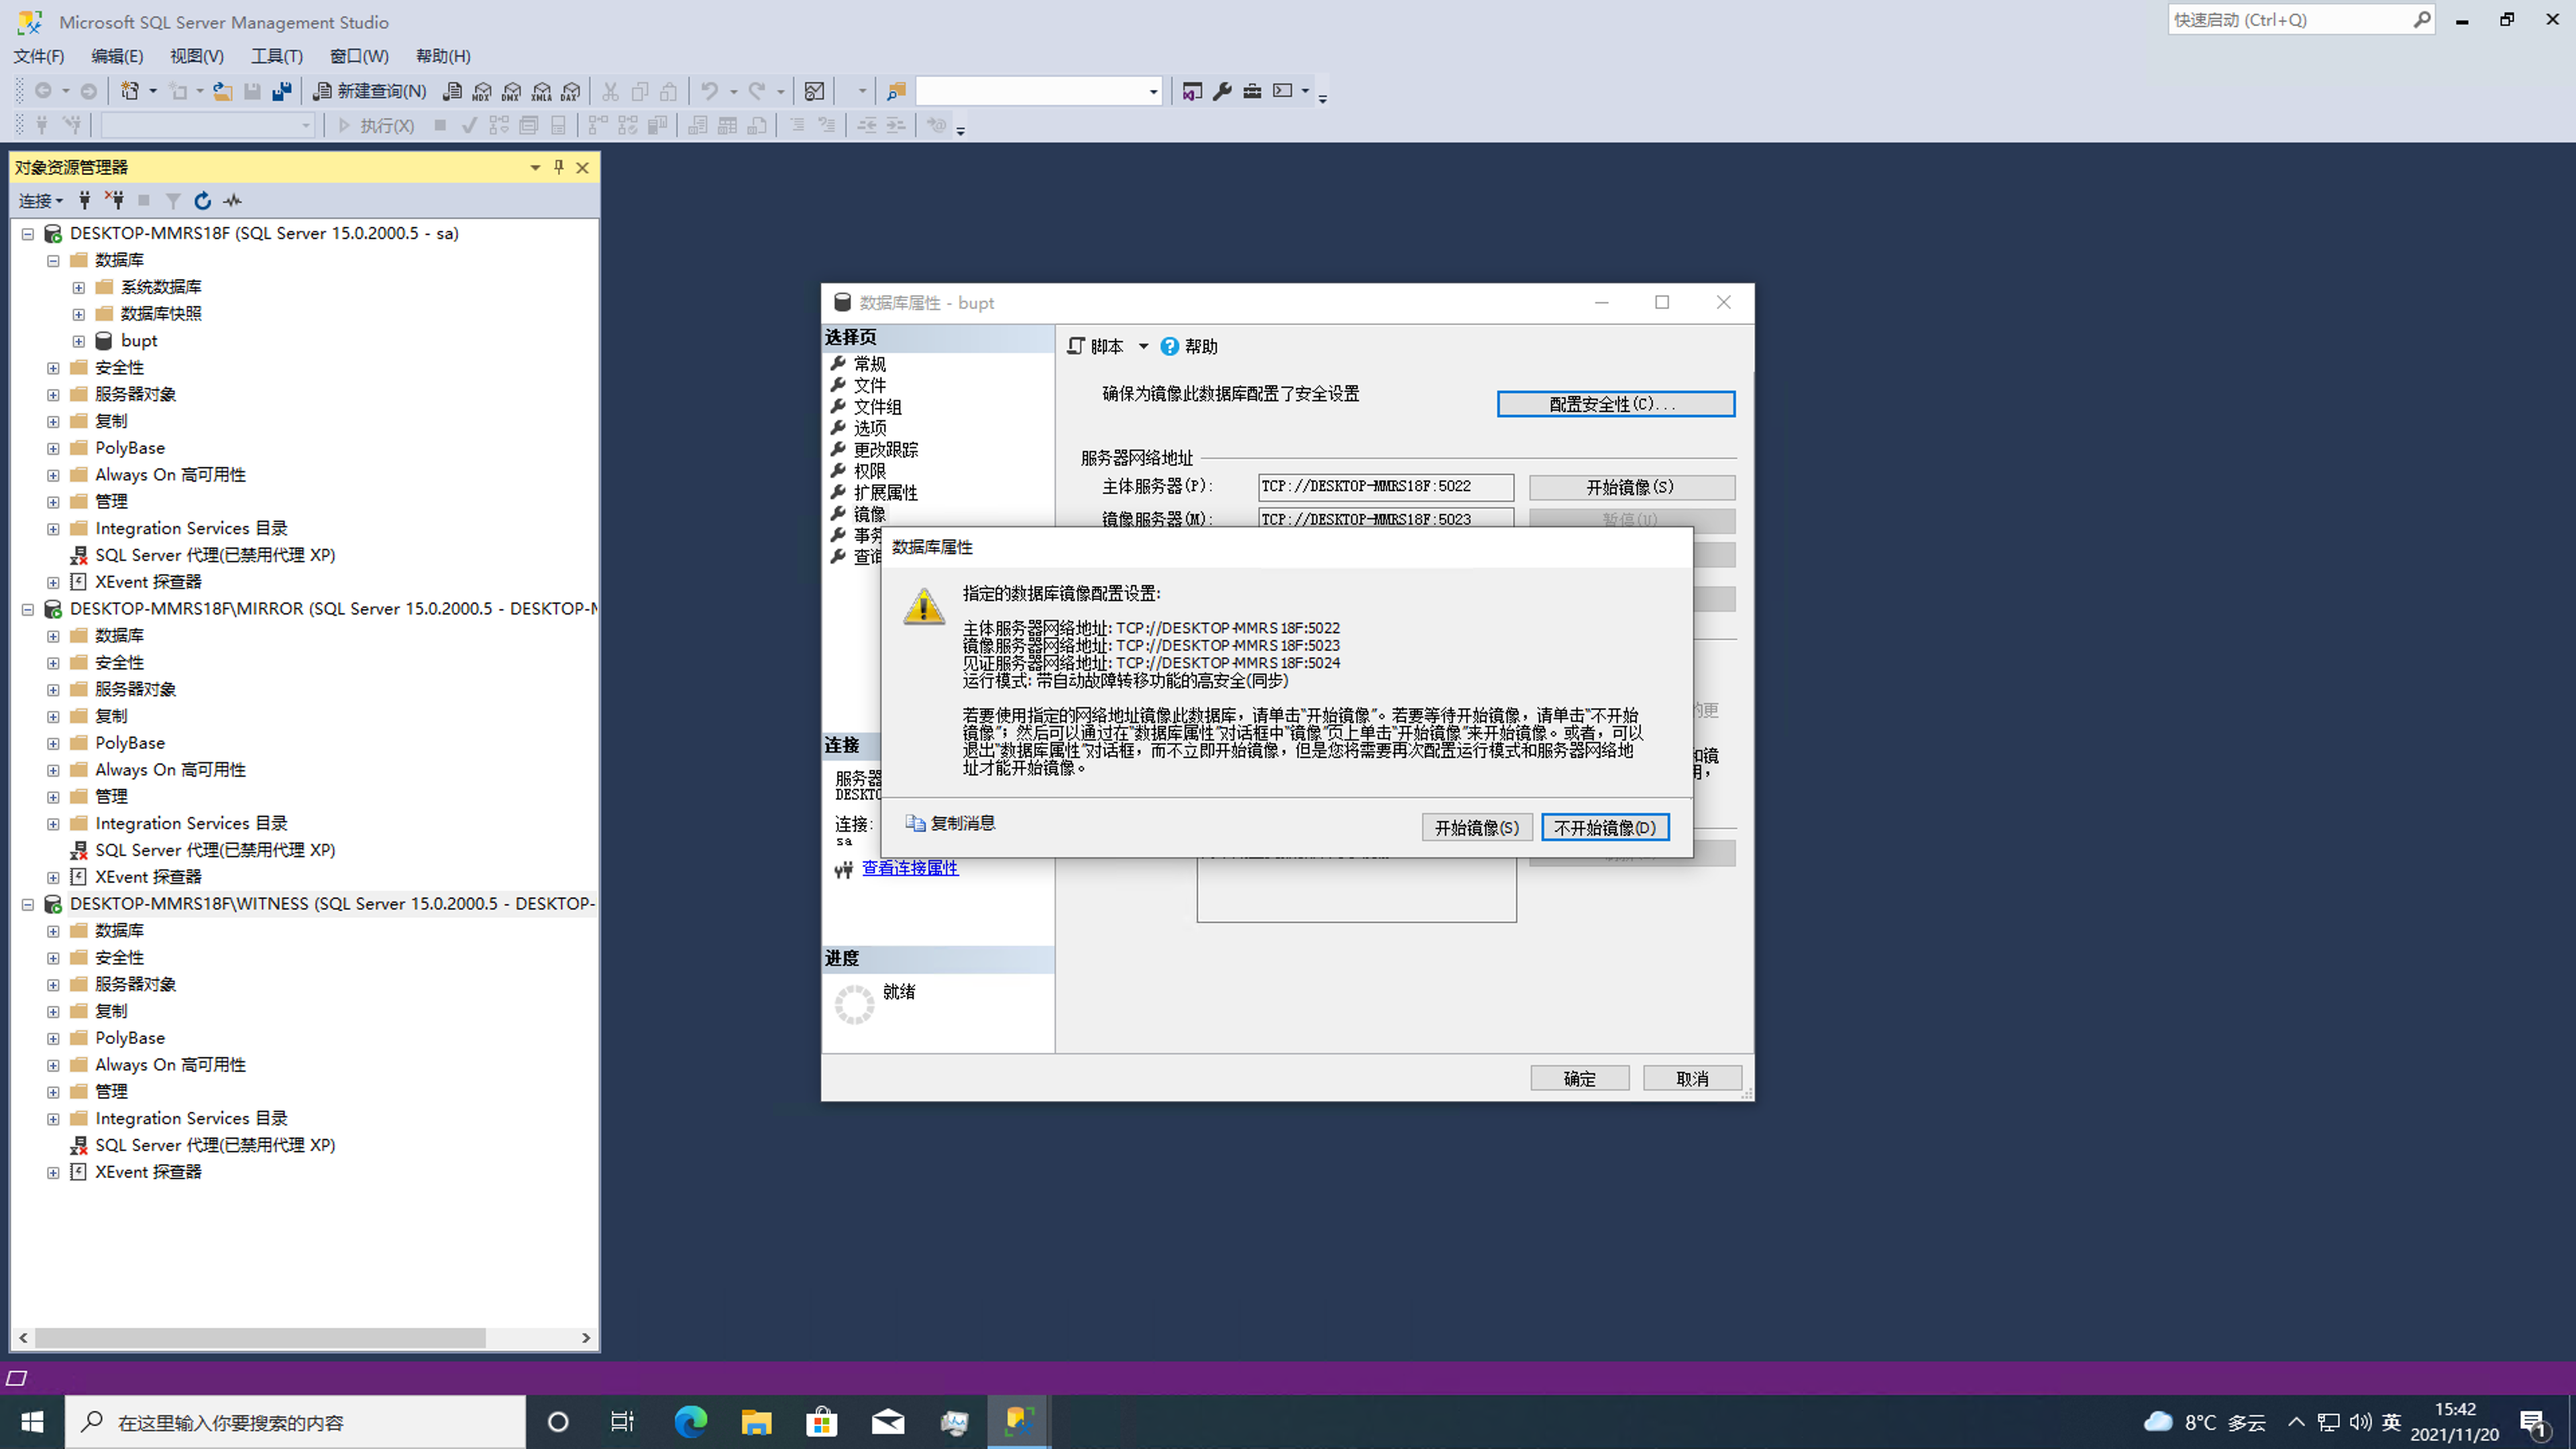 Microsoft SQL Server Management Studio
快速启动 (Ctrl+Q)
文件(F) 编辑(E) 视图(V) 工具(T) 窗口(W) 帮助(H)
新建查询(N) MDX DMX XMLA DAX
执行(X)
对象资源管理器
连接
DESKTOP-MMRS18F (SQL Server 15.0.2000.5 - sa)
数据库
系统数据库
数据库快照
bupt
安全性
服务器对象
复制
PolyBase
Always On 高可用性
管理
Integration Services 目录
SQL Server 代理(已禁用代理 XP)
XEvent 探查器
DESKTOP-MMRS18F\MIRROR (SQL Server 15.0.2000.5 - DESKTOP-M
数据库
安全性
服务器对象
复制
PolyBase
Always On 高可用性
管理
Integration Services 目录
SQL Server 代理(已禁用代理 XP)
XEvent 探查器
DESKTOP-MMRS18F\WITNESS (SQL Server 15.0.2000.5 - DESKTOP-
数据库
安全性
服务器对象
复制
PolyBase
Always On 高可用性
管理
Integration Services 目录
SQL Server 代理(已禁用代理 XP)
XEvent 探查器
数据库属性 - bupt
选择页
常规
文件
文件组
选项
更改跟踪
权限
扩展属性
镜像
事务
查询
连接
服务器
DESKTO
连接:
sa
查看连接属性
进度
就绪
脚本 帮助
确保为镜像此数据库配置了安全设置
配置安全性(C)...
服务器网络地址
主体服务器(P): TCP://DESKTOP-MMRS18F:5022 开始镜像(S)
镜像服务器(M): TCP://DESKTOP-MMRS18F:5023 暂停(U)
的更
和镜
用，
确定 取消
数据库属性
指定的数据库镜像配置设置:
主体服务器网络地址: TCP://DESKTOP-MMRS18F:5022
镜像服务器网络地址: TCP://DESKTOP-MMRS18F:5023
见证服务器网络地址: TCP://DESKTOP-MMRS18F:5024
运行模式: 带自动故障转移功能的高安全(同步)
若要使用指定的网络地址镜像此数据库，请单击“开始镜像”。若要等待开始镜像，请单击“不开始
镜像”；然后可以通过在“数据库属性”对话框中“镜像”页上单击“开始镜像”来开始镜像。或者，可以
退出“数据库属性”对话框，而不立即开始镜像，但是您将需要再次配置运行模式和服务器网络地
址才能开始镜像。
复制消息 开始镜像(S) 不开始镜像(D)
在这里输入你要搜索的内容
8°C 多云 英 15:42
2021/11/20
1